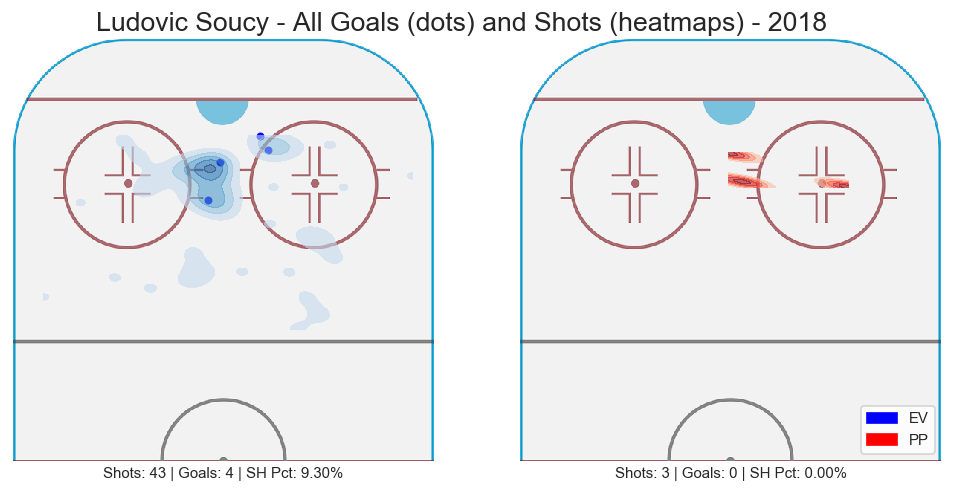 Ludovic Soucy - All Goals (dots) and Shots (heatmaps) - 2018
EV
PP
Shots: 43 | Goals: 4 | SH Pct: 9.30%
Shots: 3 | Goals: 0 | SH Pct: 0.00%